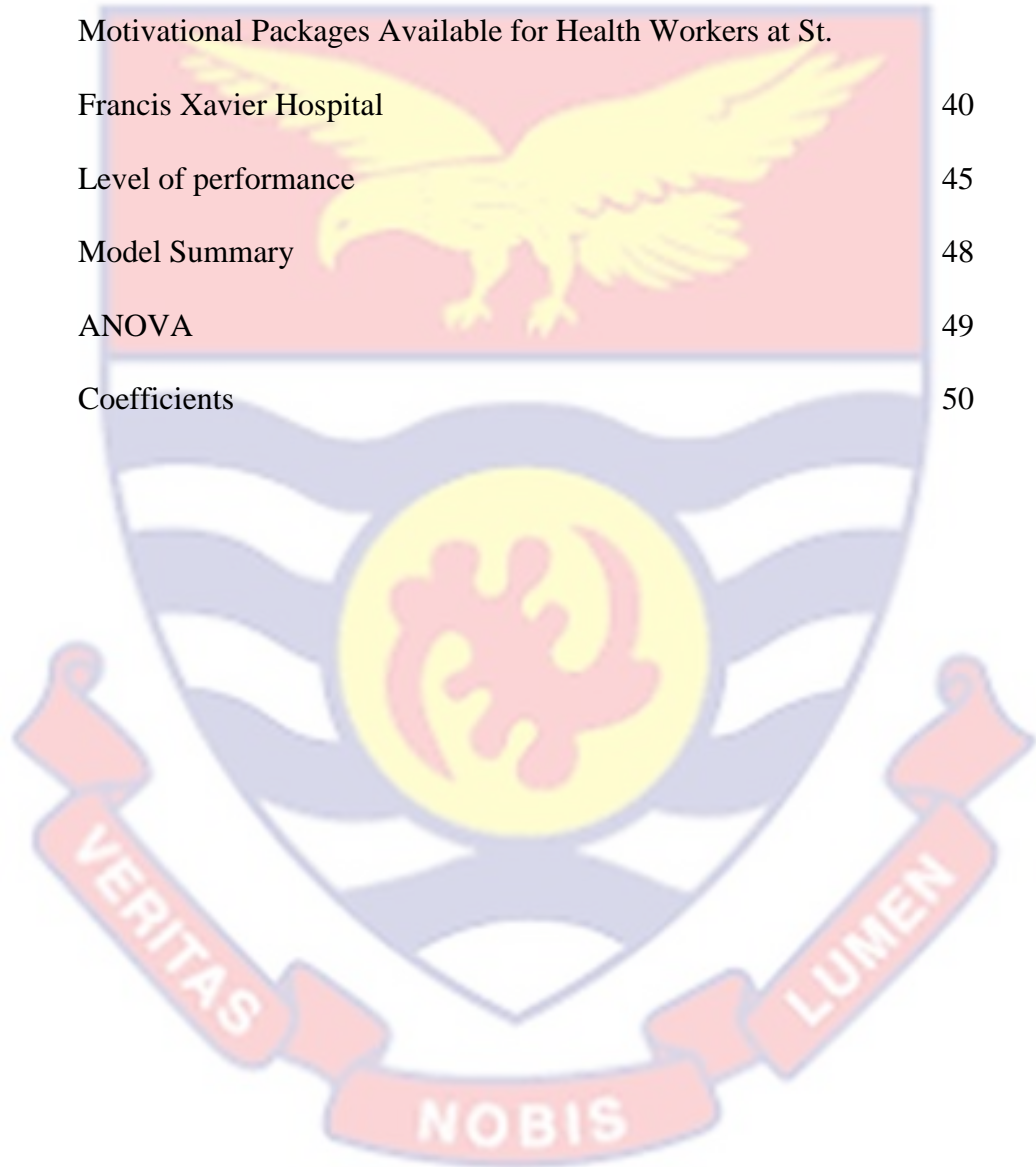 Motivational Packages Available for Health Workers at St.
Francis Xavier Hospital 40
Level of performance 45
Model Summary 48
ANOVA 49
Coefficients 50
VERITAS
NOBIS
LUMEN